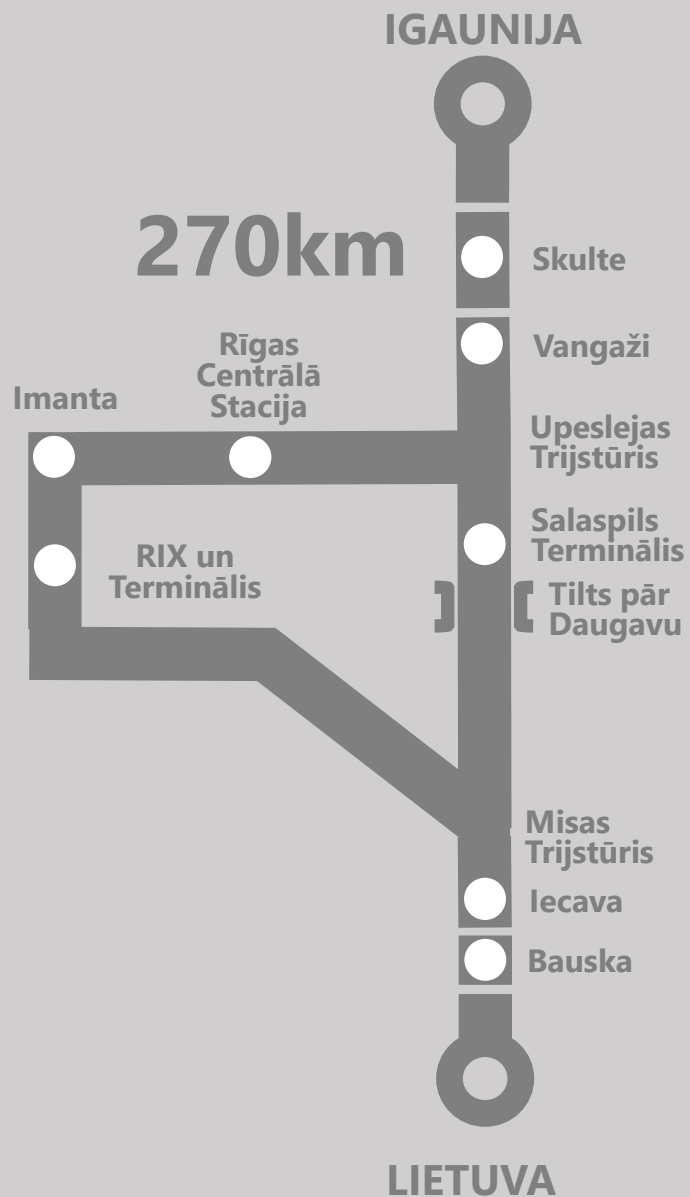 IGAUNIJA
270km
Skulte
Vangaži
Rīgas
Centrālā
Stacija
Imanta
Upeslejas
Trijstūris
Salaspils
Terminālis
RIX un
Terminālis
Tilts pār
Daugavu
Misas
Trijstūris
Iecava
Bauska
LIETUVA